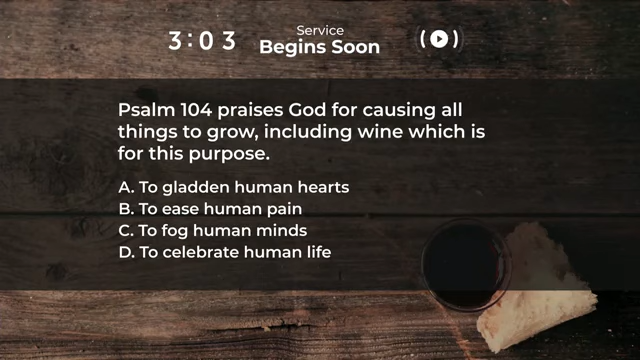 3:03
Service
Begins Soon
Psalm 104 praises God for causing all
things to grow, including wine which is
for this purpose.
A. To gladden human hearts
B. To ease human pain
C. To fog human minds
D. To celebrate human life